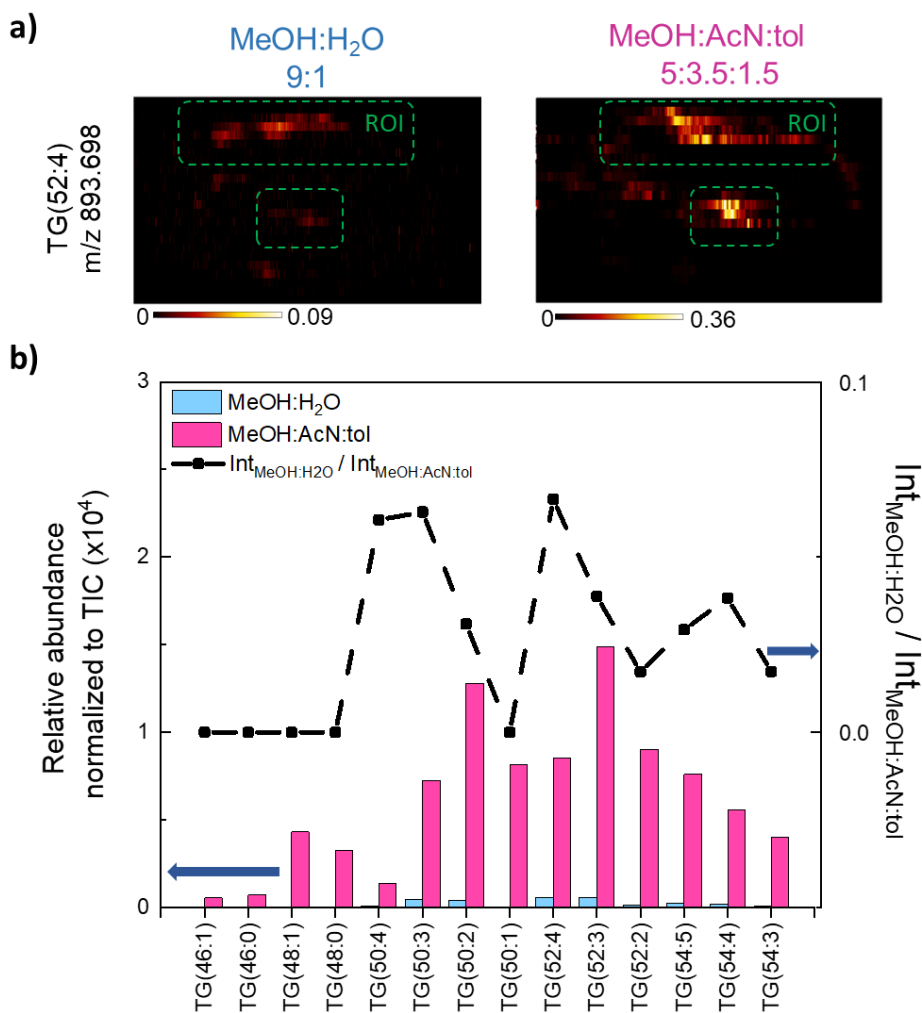 a)
MeOH:H₂O
9:1
MeOH:AcN:tol
5:3.5:1.5
TG(52:4)
m/z 893.698
ROI
ROI
0
0.09
0
0.36
b)
Relative abundance
normalized to TIC (x10⁴)
3
2
1
0
MeOH:H₂O
MeOH:AcN:tol
Int_MeOH:H2O / Int_MeOH:AcN:tol
0.1
0.0
Int_MeOH:H2O / Int_MeOH:AcN:tol
TG(46:1)
TG(46:0)
TG(48:1)
TG(48:0)
TG(50:4)
TG(50:3)
TG(50:2)
TG(50:1)
TG(52:4)
TG(52:3)
TG(52:2)
TG(54:5)
TG(54:4)
TG(54:3)